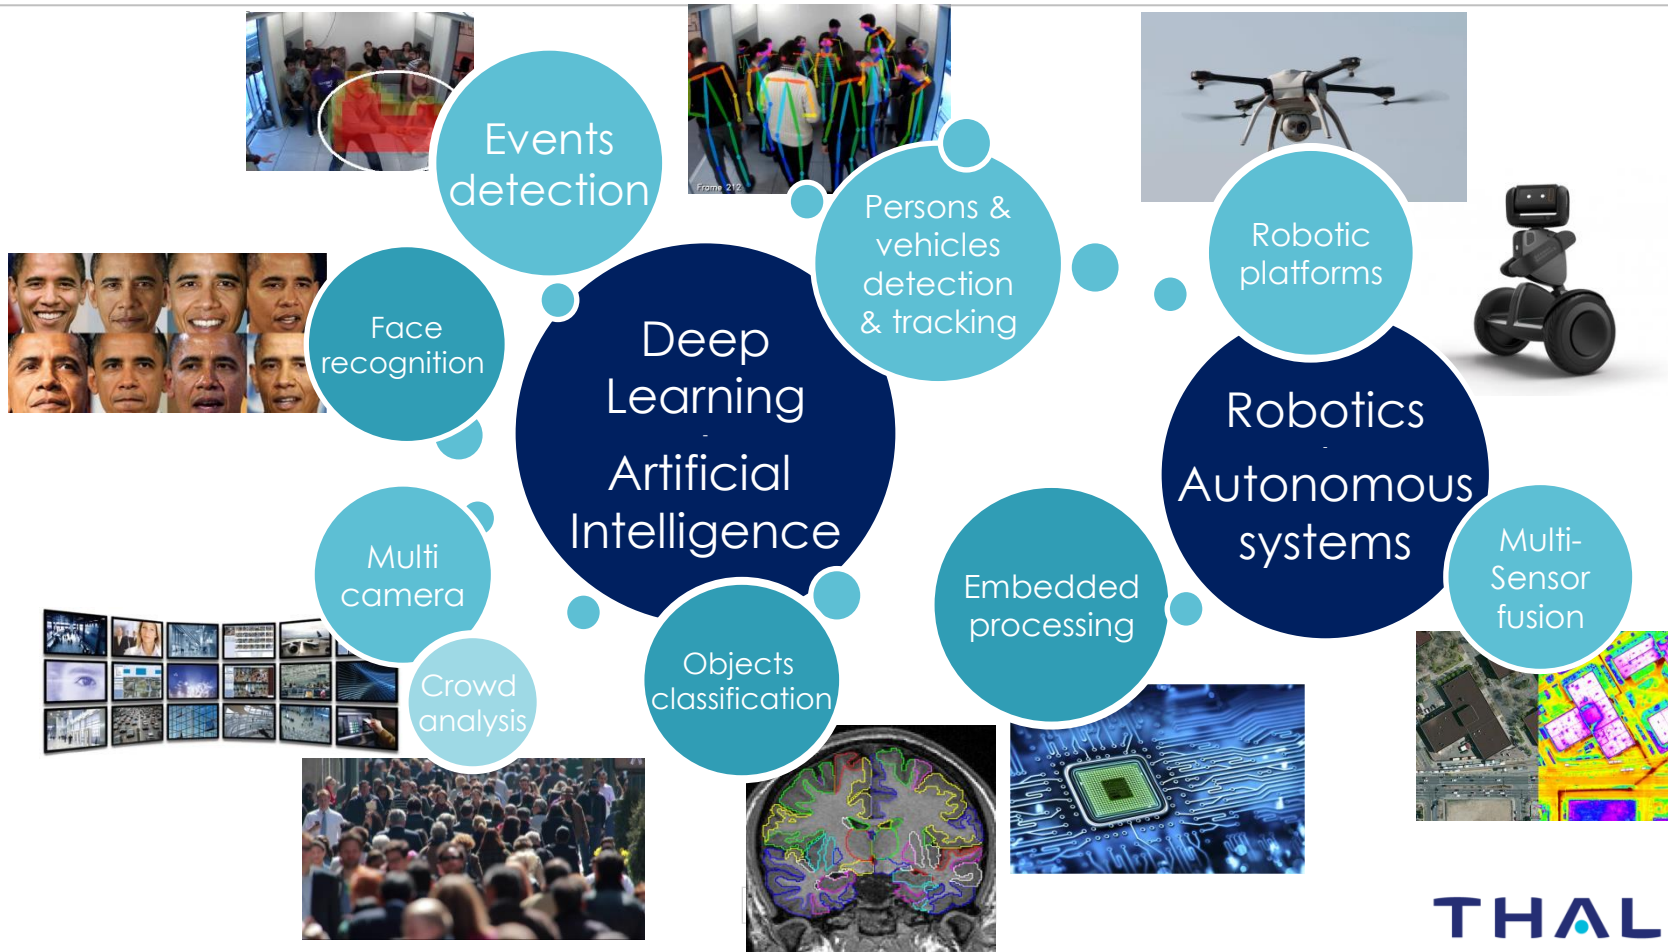 Events
detection
Frame 212
Persons &
vehicles
detection
& tracking
Robotic
platforms
Face
recognition
Deep
Learning
-
Artificial
Intelligence
Robotics
-
Autonomous
systems
Multi
camera
Embedded
processing
Multi-
Sensor
fusion
Crowd
analysis
Objects
classification
THAL